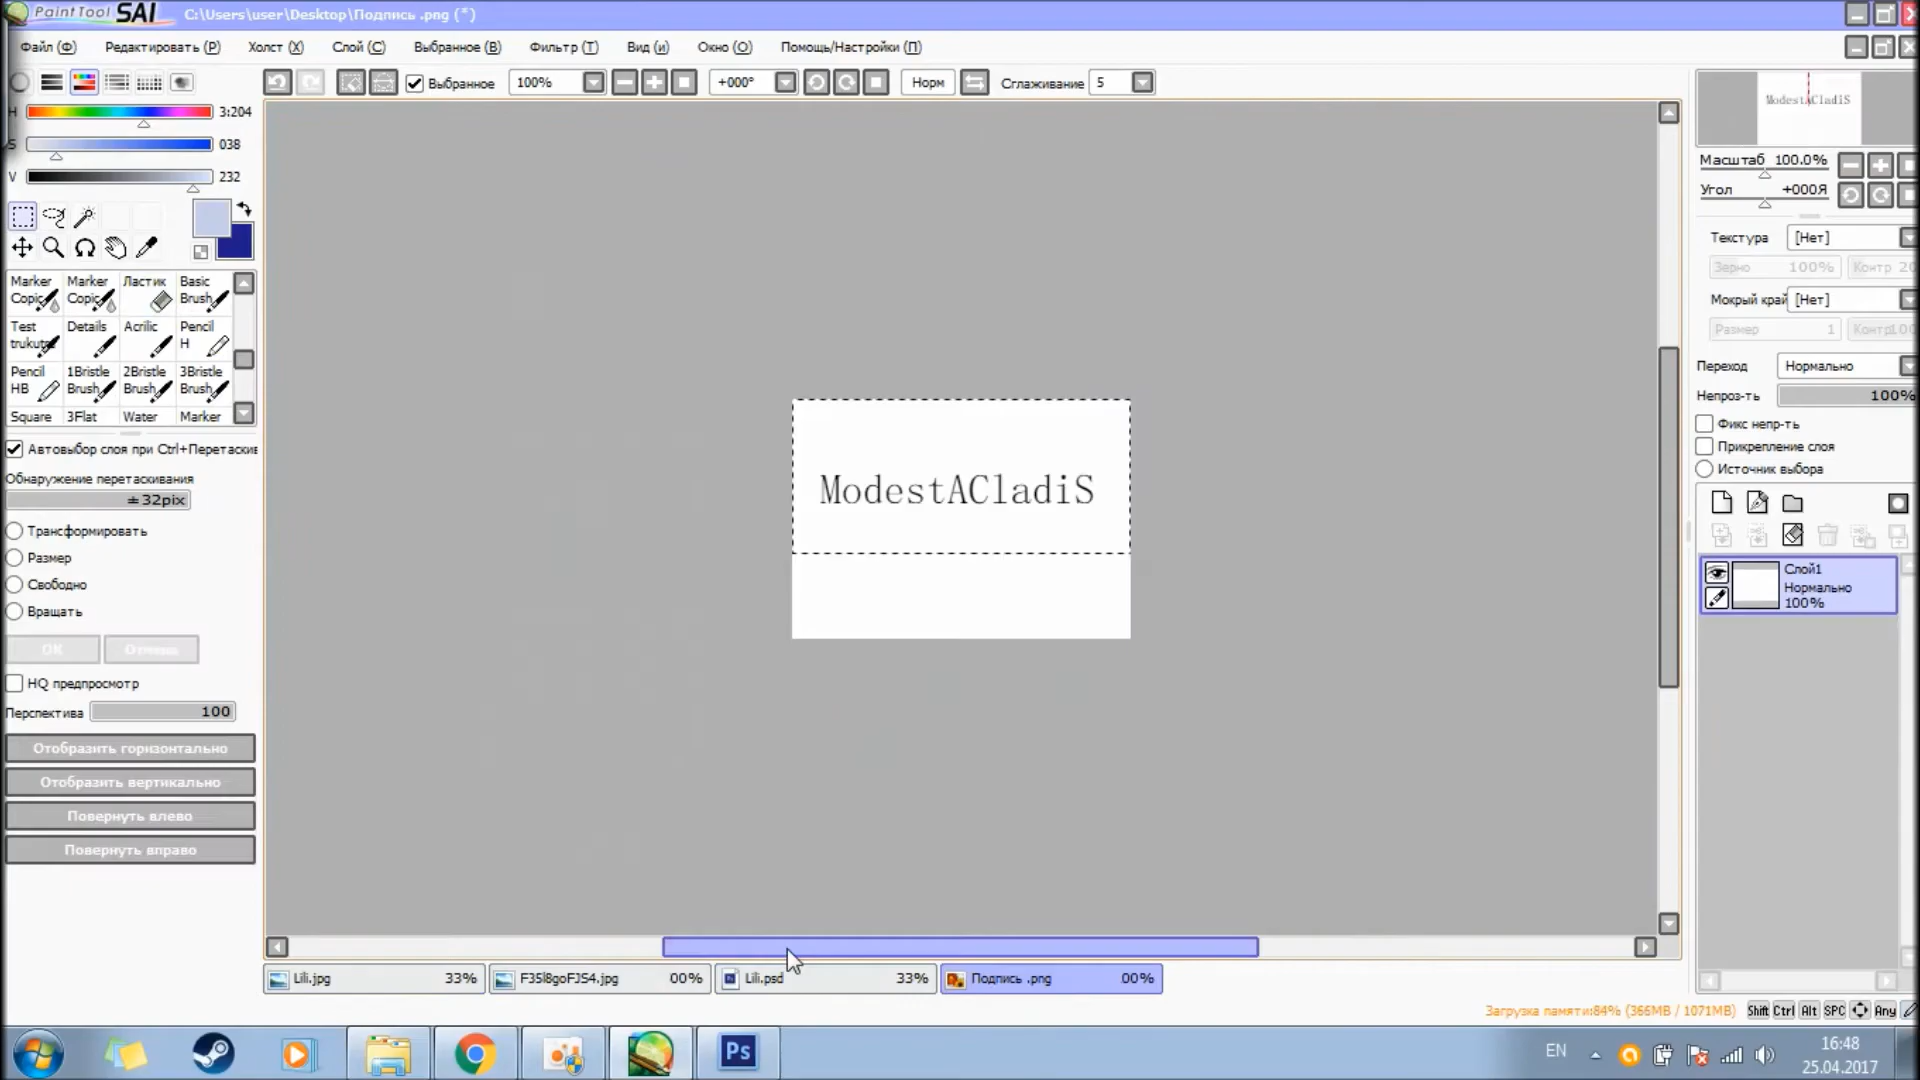 PaintTool SAI C:\Users\user\Desktop\Подпись .png (*)
Файл (Ф) Редактировать (Р) Холст (Х) Слой (С) Выбранное (В) Фильтр (Т) Вид (и) Окно (О) Помощь/Настройки (П)
Выбранное 100% +000° Норм Сглаживание 5
H 3:204
S 038
V 232
ModestACladiS
Масштаб 100.0%
Угол +000Я
Текстура [Нет]
Зерно 100% Контр 20
Мокрый край [Нет]
Размер 1
Переход Нормально
Непроз-ть 100%
Фикс непр-ть
Прикрепление слоя
Источник выбора
Слой1
Нормально
100%
Marker Copic
Marker Copic
Ластик
Basic Brush
Test
Details
Acrilic
Pencil H
Pencil HB
1Bristle Brush
2Bristle Brush
3Bristle Brush
Square
3Flat
Water
Marker
Автовыбор слоя при Ctrl+Перетаскив
Обнаружение перетаскивания
±32pix
Трансформировать
Размер
Свободно
Вращать
OK Отмена
HQ предпросмотр
Перспектива 100
Отобразить горизонтально
Отобразить вертикально
Повернуть влево
Повернуть вправо
ModestACladiS
Lili.jpg 33% F35l8goFJS4.jpg 00% Lili.psd 33% Подпись .png 00%
Загрузка памяти:84% (366MB / 1071MB) Shift Ctrl Alt SPC Any
Ps
EN
16:48
25.04.2017